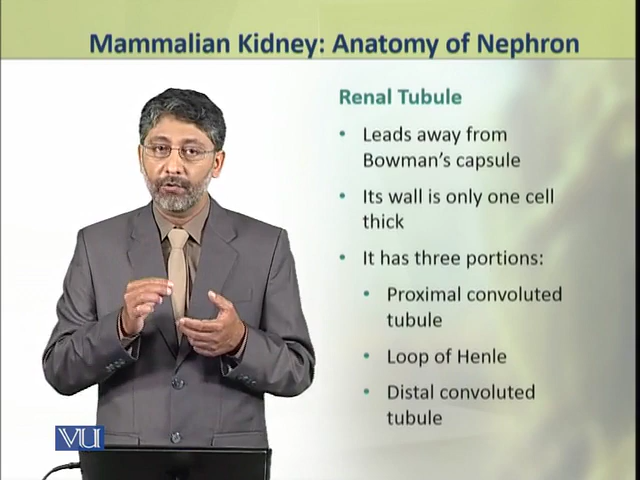 Mammalian Kidney: Anatomy of Nephron
Renal Tubule
• Leads away from
Bowman's capsule
• Its wall is only one cell
thick
• It has three portions:
• Proximal convoluted
tubule
• Loop of Henle
• Distal convoluted
tubule
VU